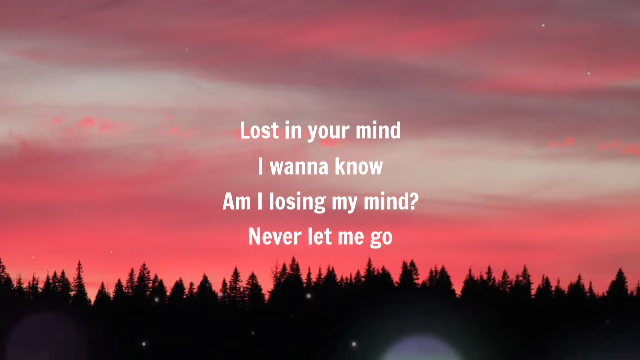 Lost in your mind
I wanna know
Am I losing my mind?
Never let me go